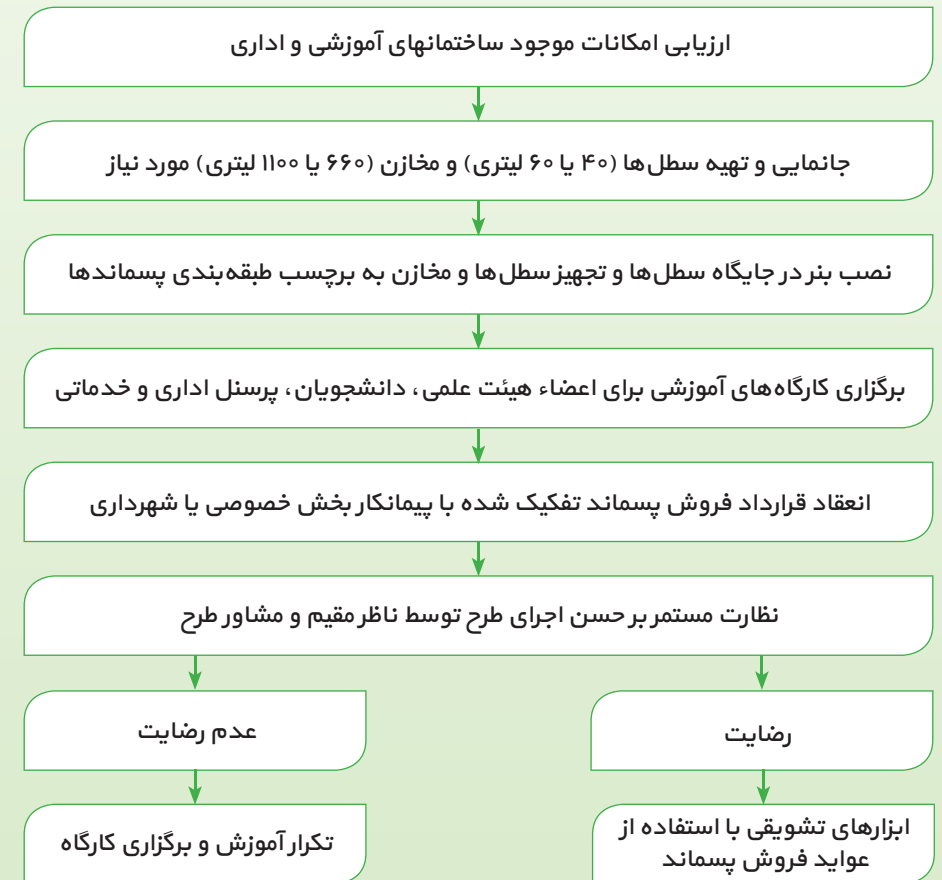 ارزیابی امکانات موجود ساختمانهای آموزشی و اداری
جانمایی و تهیه سطل‌ها (۴۰ یا ۶۰ لیتری) و مخازن (۶۶۰ یا ۱۱۰۰ لیتری) مورد نیاز
نصب بنر در جایگاه سطل‌ها و تجهیز سطل‌ها و مخازن به برچسب طبقه‌بندی پسماندها
برگزاری کارگاه‌های آموزشی برای اعضاء هیئت علمی، دانشجویان، پرسنل اداری و خدماتی
انعقاد قرارداد فروش پسماند تفکیک شده با پیمانکار بخش خصوصی یا شهرداری
نظارت مستمر بر حسن اجرای طرح توسط ناظر مقیم و مشاور طرح
رضایت
عدم رضایت
ابزارهای تشویقی با استفاده از
عواید فروش پسماند
تکرار آموزش و برگزاری کارگاه